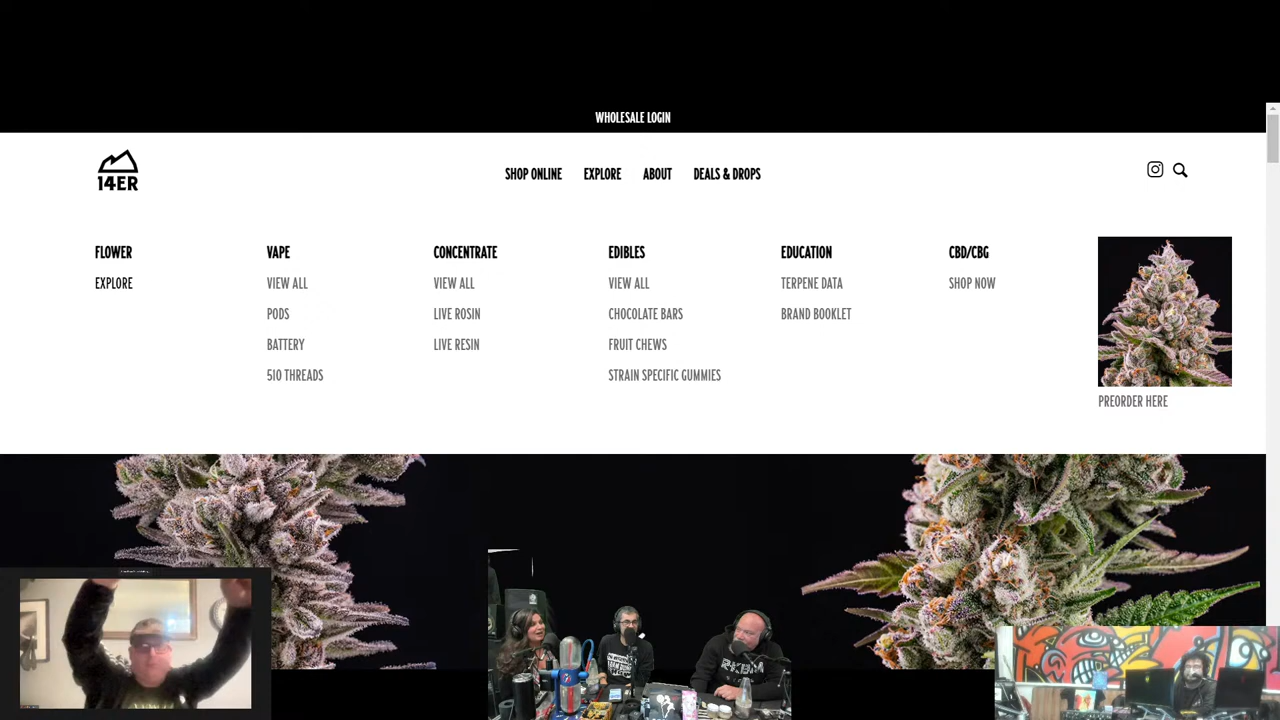 WHOLESALE LOGIN
14ER
SHOP ONLINE EXPLORE ABOUT DEALS & DROPS
FLOWER VAPE CONCENTRATE EDIBLES EDUCATION CBD/CBG
EXPLORE VIEW ALL VIEW ALL VIEW ALL TERPENE DATA SHOP NOW
PODS LIVE ROSIN CHOCOLATE BARS BRAND BOOKLET
BATTERY LIVE RESIN FRUIT CHEWS
510 THREADS STRAIN SPECIFIC GUMMIES
PREORDER HERE